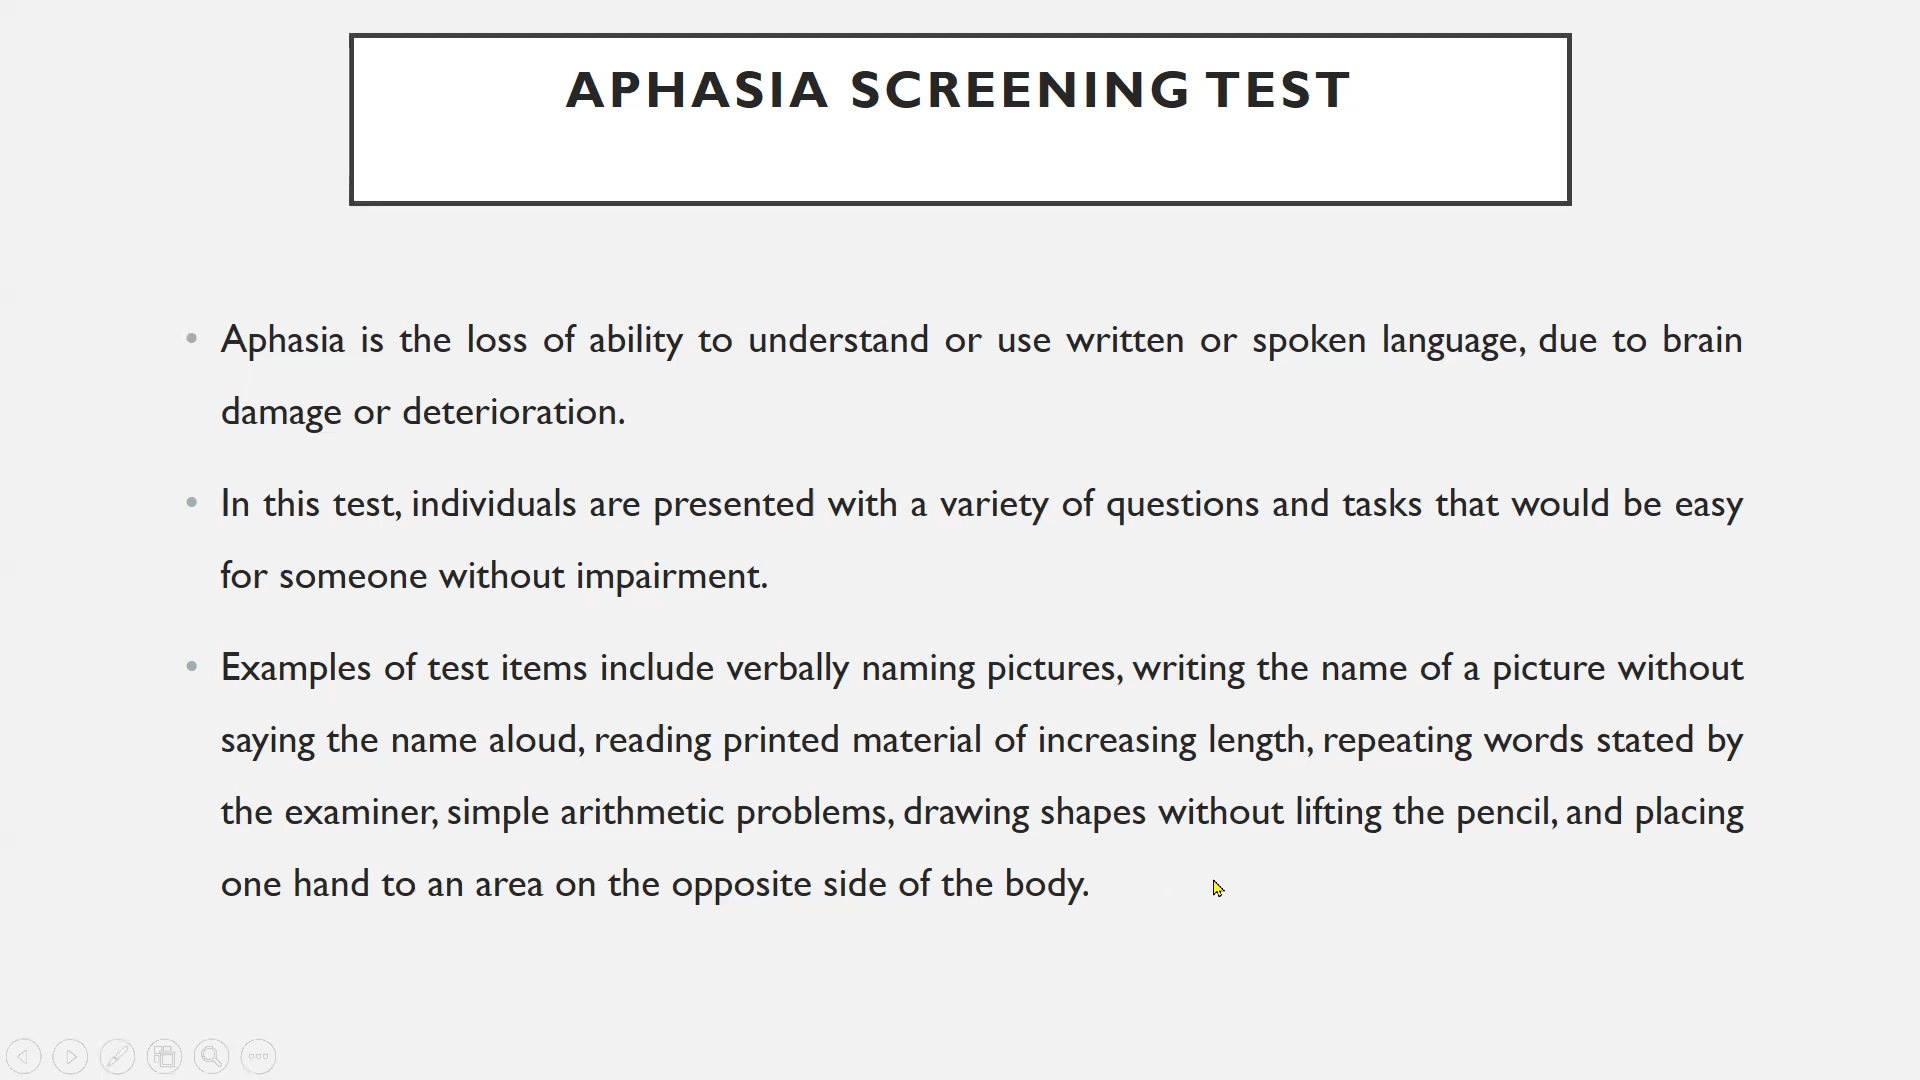 APHASIA SCREENING TEST
• Aphasia is the loss of ability to understand or use written or spoken language, due to brain
damage or deterioration.
• In this test, individuals are presented with a variety of questions and tasks that would be easy
for someone without impairment.
• Examples of test items include verbally naming pictures, writing the name of a picture without
saying the name aloud, reading printed material of increasing length, repeating words stated by
the examiner, simple arithmetic problems, drawing shapes without lifting the pencil, and placing
one hand to an area on the opposite side of the body.